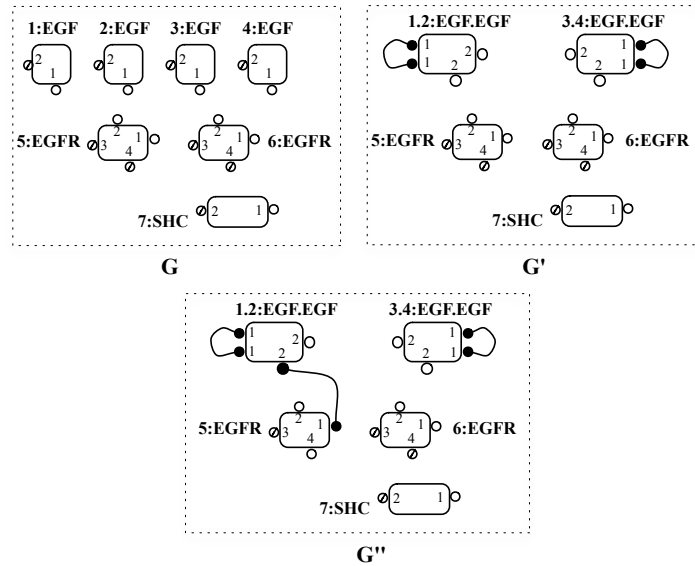 1:EGF 2:EGF 3:EGF 4:EGF
2 2 2 2
1 1 1 1
5:EGFR 3 2 1 4 3 2 1 4 6:EGFR
7:SHC 2 1
G
1.2:EGF.EGF 3.4:EGF.EGF
1 2 2 1
1 2 2 1
5:EGFR 3 2 1 4 3 2 1 4 6:EGFR
7:SHC 2 1
G'
1.2:EGF.EGF 3.4:EGF.EGF
1 2 2 1
1 2 2 1
5:EGFR 3 2 1 4 3 2 1 4 6:EGFR
7:SHC 2 1
G''